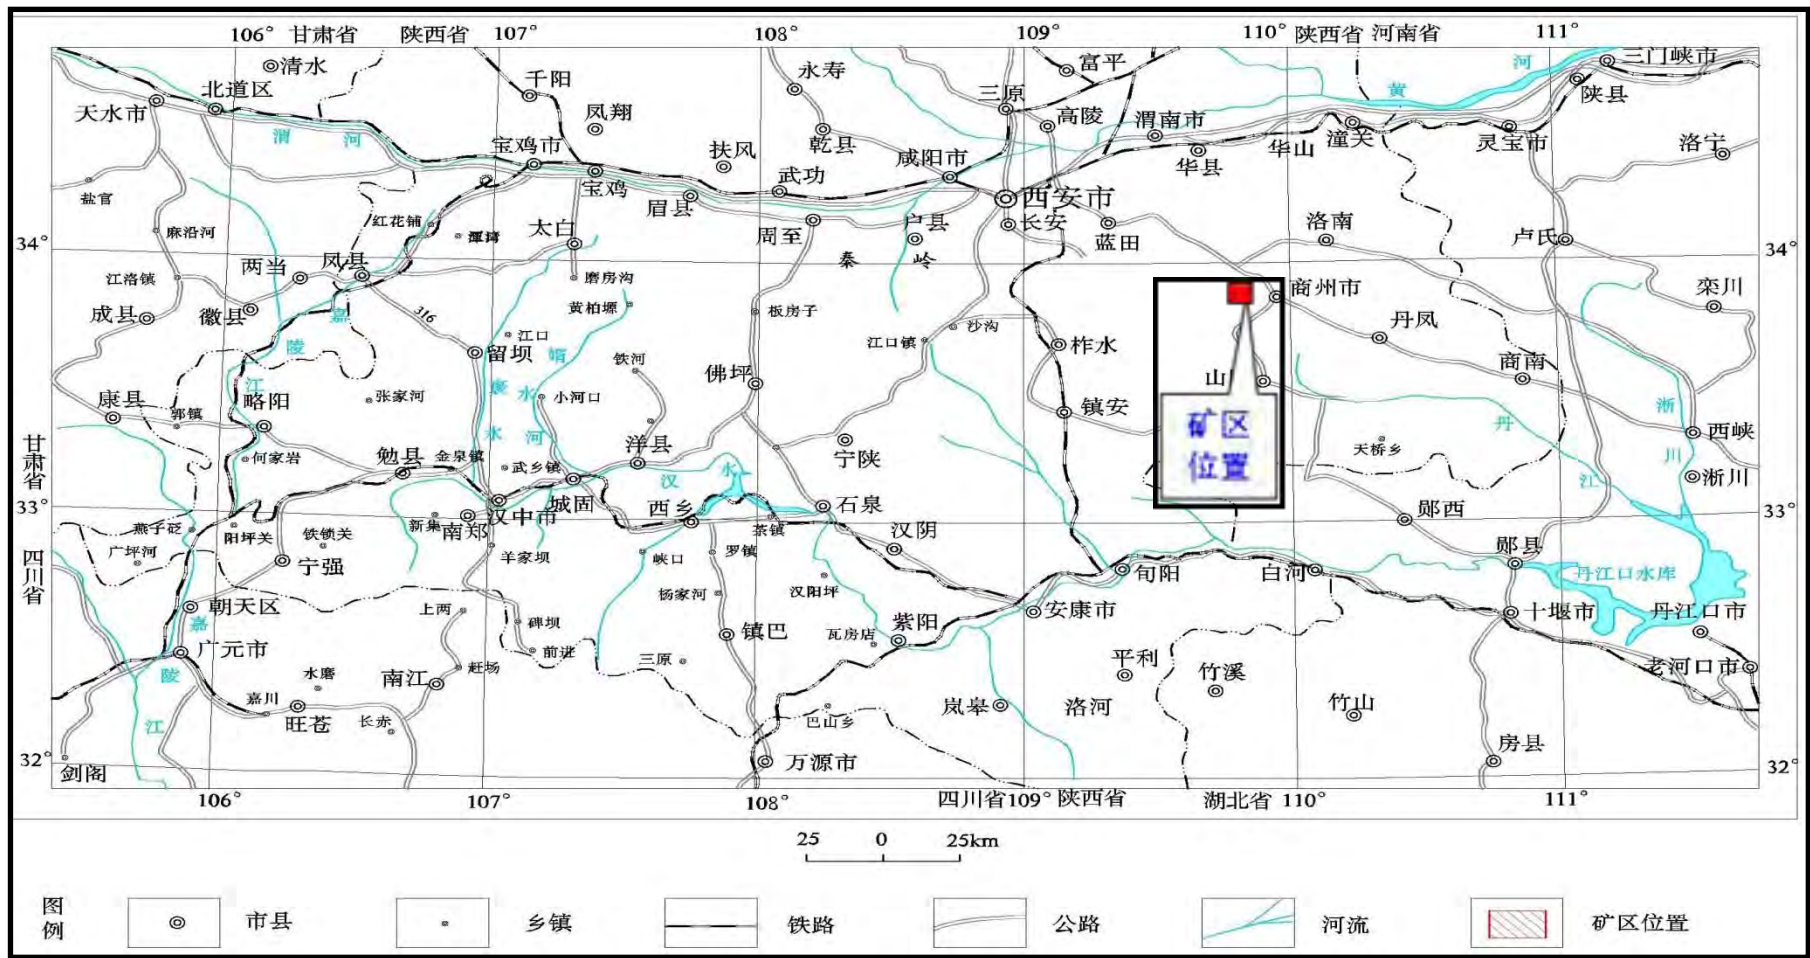 106° 甘肃省 陕西省 107° 108° 109° 110° 陕西省 河南省 111°
清水
北道区
天水市
千阳
凤翔
永寿
富平
三原
高陵
渭南市
黄
河
三门峡市
陕县
渭
河
宝鸡市
宝鸡
扶风
武功
乾县
咸阳市
华县
华山
潼关
灵宝市
洛宁
盐官
眉县
西安市
长安
麻沿河
红花铺
太白
周至
户县
蓝田
洛南
卢氏
34°
34°
江洛镇
两当
凤县
磨房沟
秦
岭
商州市
栾川
成县
徽县
嘉
316
黄柏塬
板房子
沙沟
丹凤
陵
江口
留坝
江口镇
柞水
商南
铁河
湑
江
张家河
褒
水
小河口
佛坪
山
康县
郭镇
略阳
镇安
矿区
位置
丹
淅
西峡
甘肃省
何家岩
勉县
金泉镇
水
河
武乡镇
洋县
宁陕
天桥乡
川
汉
水
江
淅川
33°
33°
城固
西乡
石泉
燕子砭
阳坪关
铁锁关
新集
南郑
汉中市
茶镇
汉阴
郧西
四川省
广坪河
宁强
羊家坝
峡口
罗镇
郧县
旬阳
白河
丹江口水库
朝天区
嘉
上两
碑坝
杨家河
汉阳坪
安康市
十堰市
丹江口市
广元市
前进
三原
镇巴
瓦房店
紫阳
平利
竹溪
老河口市
陵
水磨
南江
赶场
嘉川
旺苍
长赤
岚皋
洛河
竹山
江
巴山乡
32°
32°
剑阁
万源市
房县
106° 107° 108° 四川省 109° 陕西省 湖北省 110° 111°
25 0 25km
图例
市县
乡镇
铁路
公路
河流
矿区位置